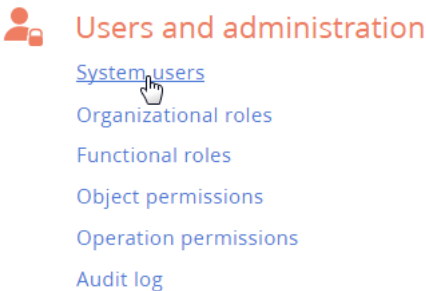 Users and administration
System users
Organizational roles
Functional roles
Object permissions
Operation permissions
Audit log